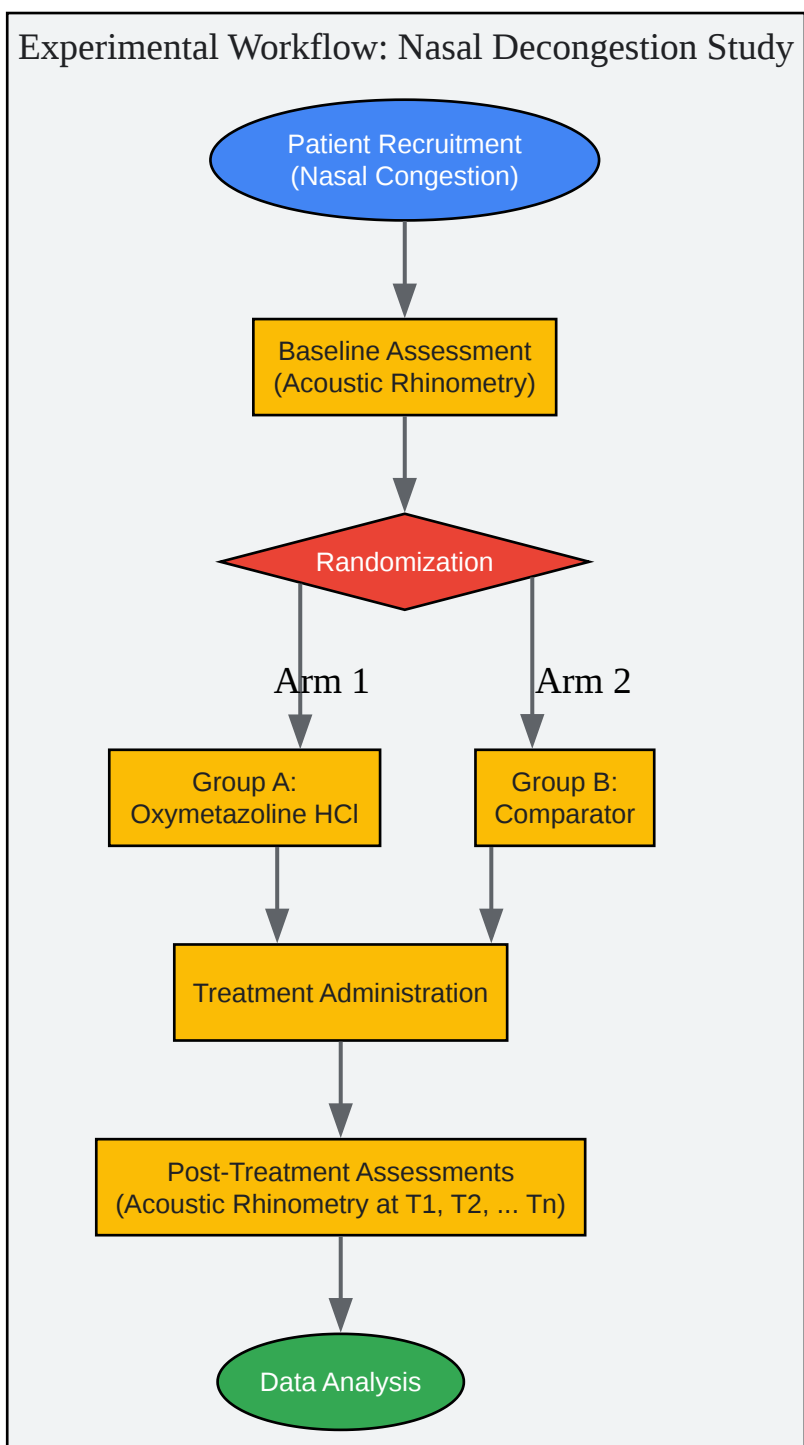 Experimental Workflow: Nasal Decongestion Study
Patient Recruitment
(Nasal Congestion)
Baseline Assessment
(Acoustic Rhinometry)
Randomization
Arm 1
Arm 2
Group A:
Oxymetazoline HCl
Group B:
Comparator
Treatment Administration
Post-Treatment Assessments
(Acoustic Rhinometry at T1, T2, ... Tn)
Data Analysis